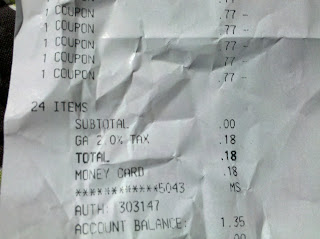 1 COUPON .77 -
1 COUPON .77 -
1 COUPON .77 -
1 COUPON .77 -
1 COUPON .77 -
24 ITEMS
SUBTOTAL .00
GA 2.0% TAX .18
TOTAL .18
MONEY CARD .18
************5043 MS
AUTH: 303147
ACCOUNT BALANCE: 1.35
.00